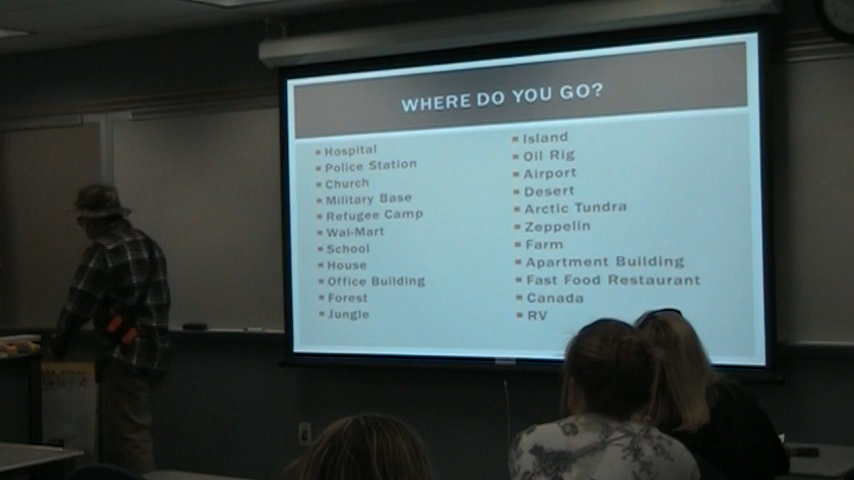 WHERE DO YOU GO?
Hospital
Police Station
Church
Military Base
Refugee Camp
Wal-Mart
School
House
Office Building
Forest
Jungle
Island
Oil Rig
Airport
Desert
Arctic Tundra
Zeppelin
Farm
Apartment Building
Fast Food Restaurant
Canada
RV